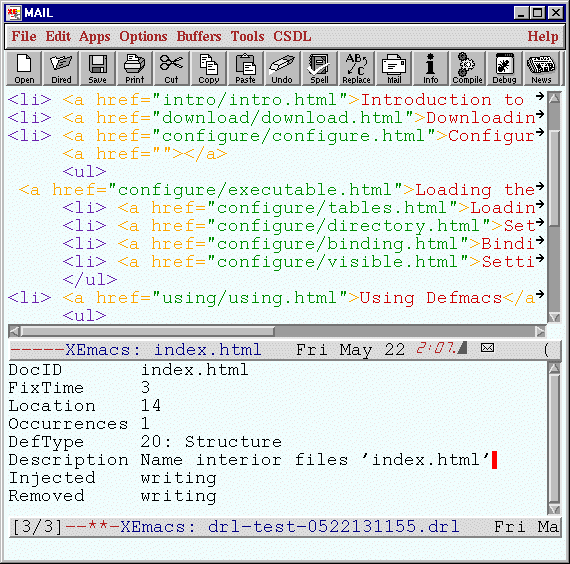 MAIL
File Edit Apps Options Buffers Tools CSDL Help
Open Dired Save Print Cut Copy Paste Undo Spell Replace Mail Info Compile Debug News
<li> <a href="intro/intro.html">Introduction to
<li> <a href="download/download.html">Downloadin
<li> <a href="configure/configure.html">Configur
<a href=""></a>
<ul>
<a href="configure/executable.html">Loading the
<li> <a href="configure/tables.html">Loadin
<li> <a href="configure/directory.html">Set
<li> <a href="configure/binding.html">Bindi
<li> <a href="configure/visible.html">Setti
</ul>
<li> <a href="using/using.html">Using Defmacs</a
<ul>
-----XEmacs: index.html Fri May 22 2:07 (
DocID index.html
FixTime 3
Location 14
Occurrences 1
DefType 20: Structure
Description Name interior files 'index.html'
Injected writing
Removed writing
[3/3]--**-XEmacs: drl-test-0522131155.drl Fri Ma